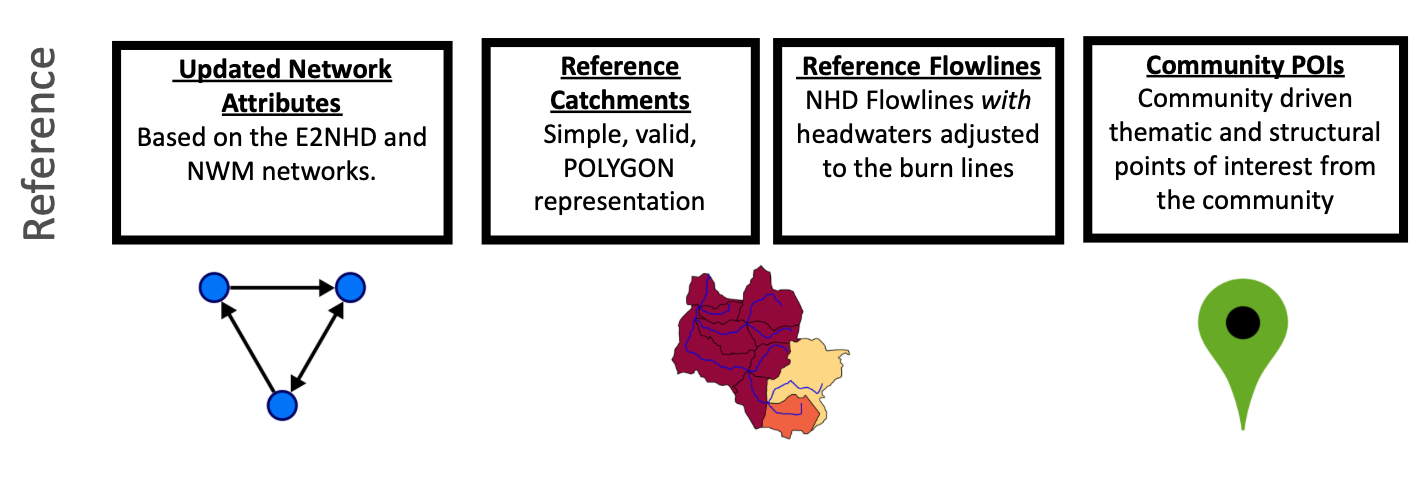 Reference
Updated Network
Attributes
Based on the E2NHD and
NWM networks.
Reference
Catchments
Simple, valid,
POLYGON
representation
Reference Flowlines
NHD Flowlines with
headwaters adjusted
to the burn lines
Community POIs
Community driven
thematic and structural
points of interest from
the community